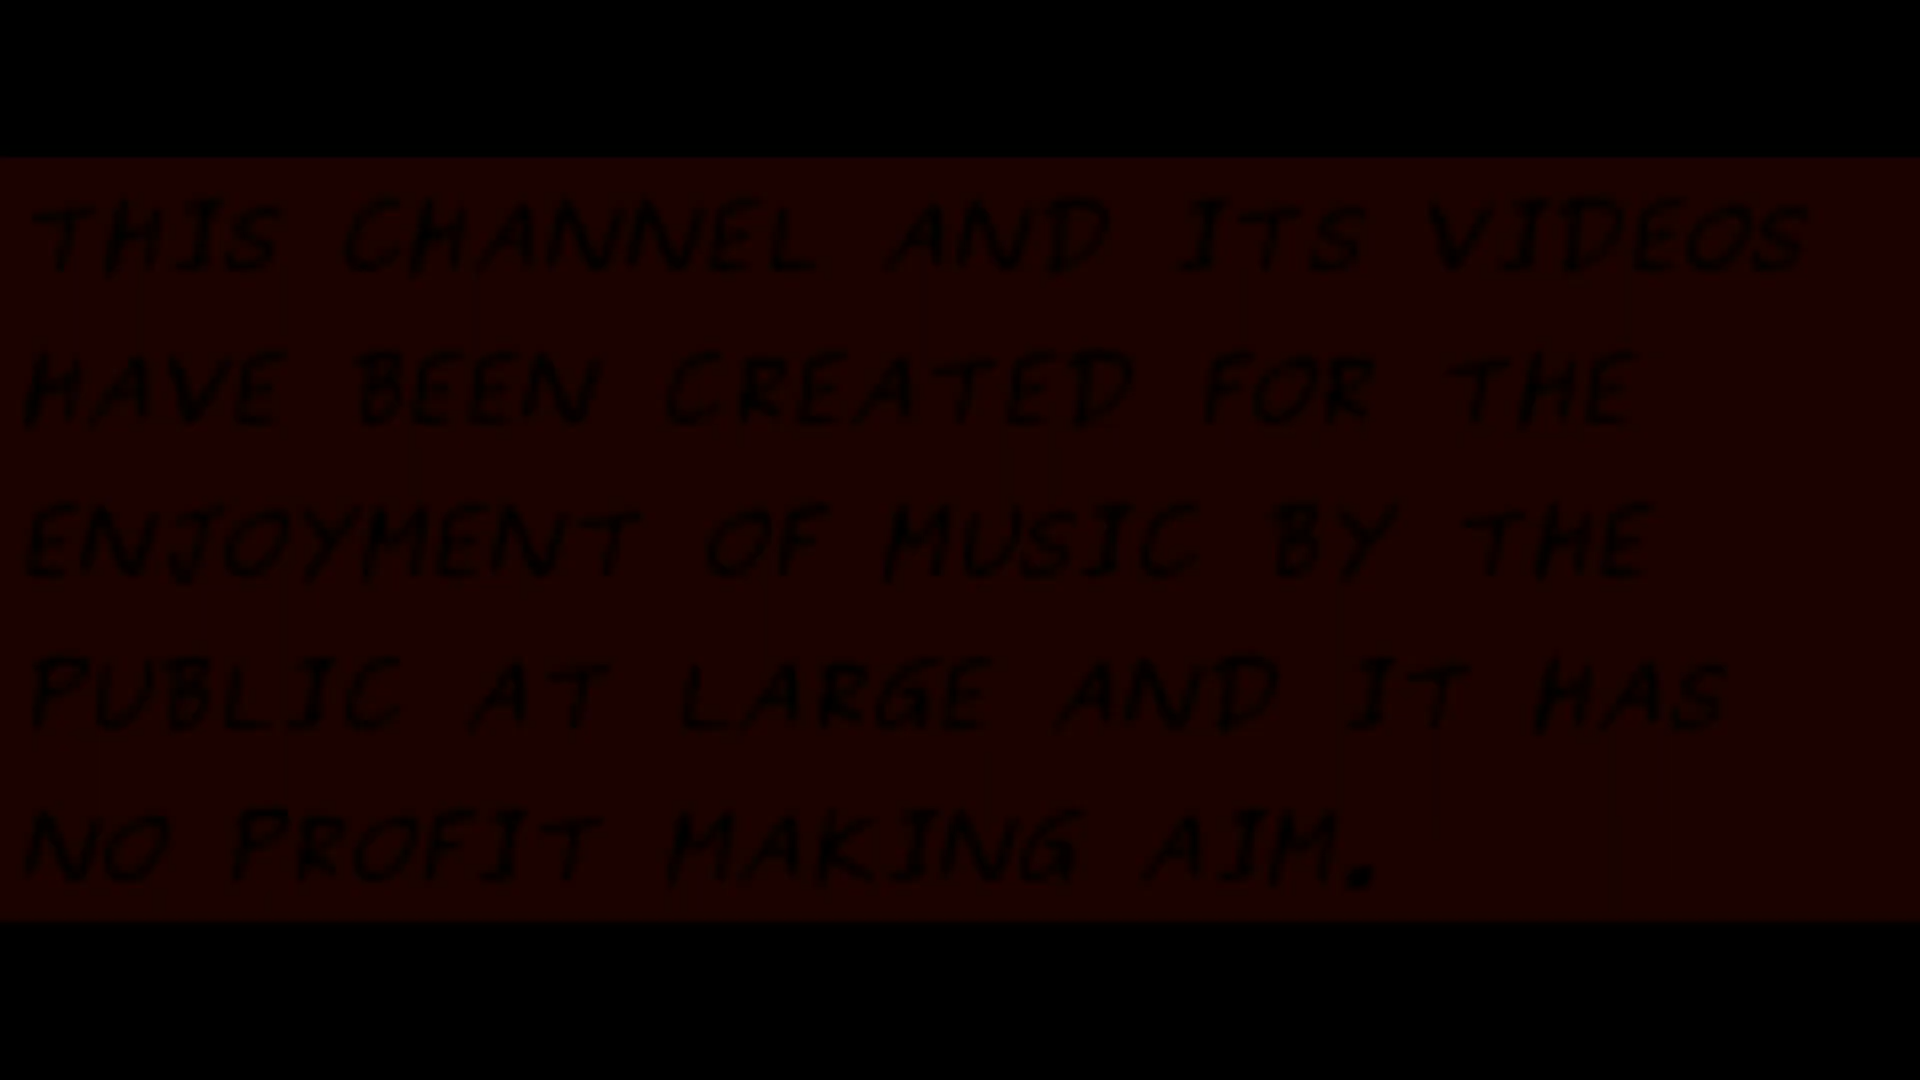 THIS CHANNEL AND ITS VIDEOS
HAVE BEEN CREATED FOR THE
ENJOYMENT OF MUSIC BY THE
PUBLIC AT LARGE AND IT HAS
NO PROFIT MAKING AIM.